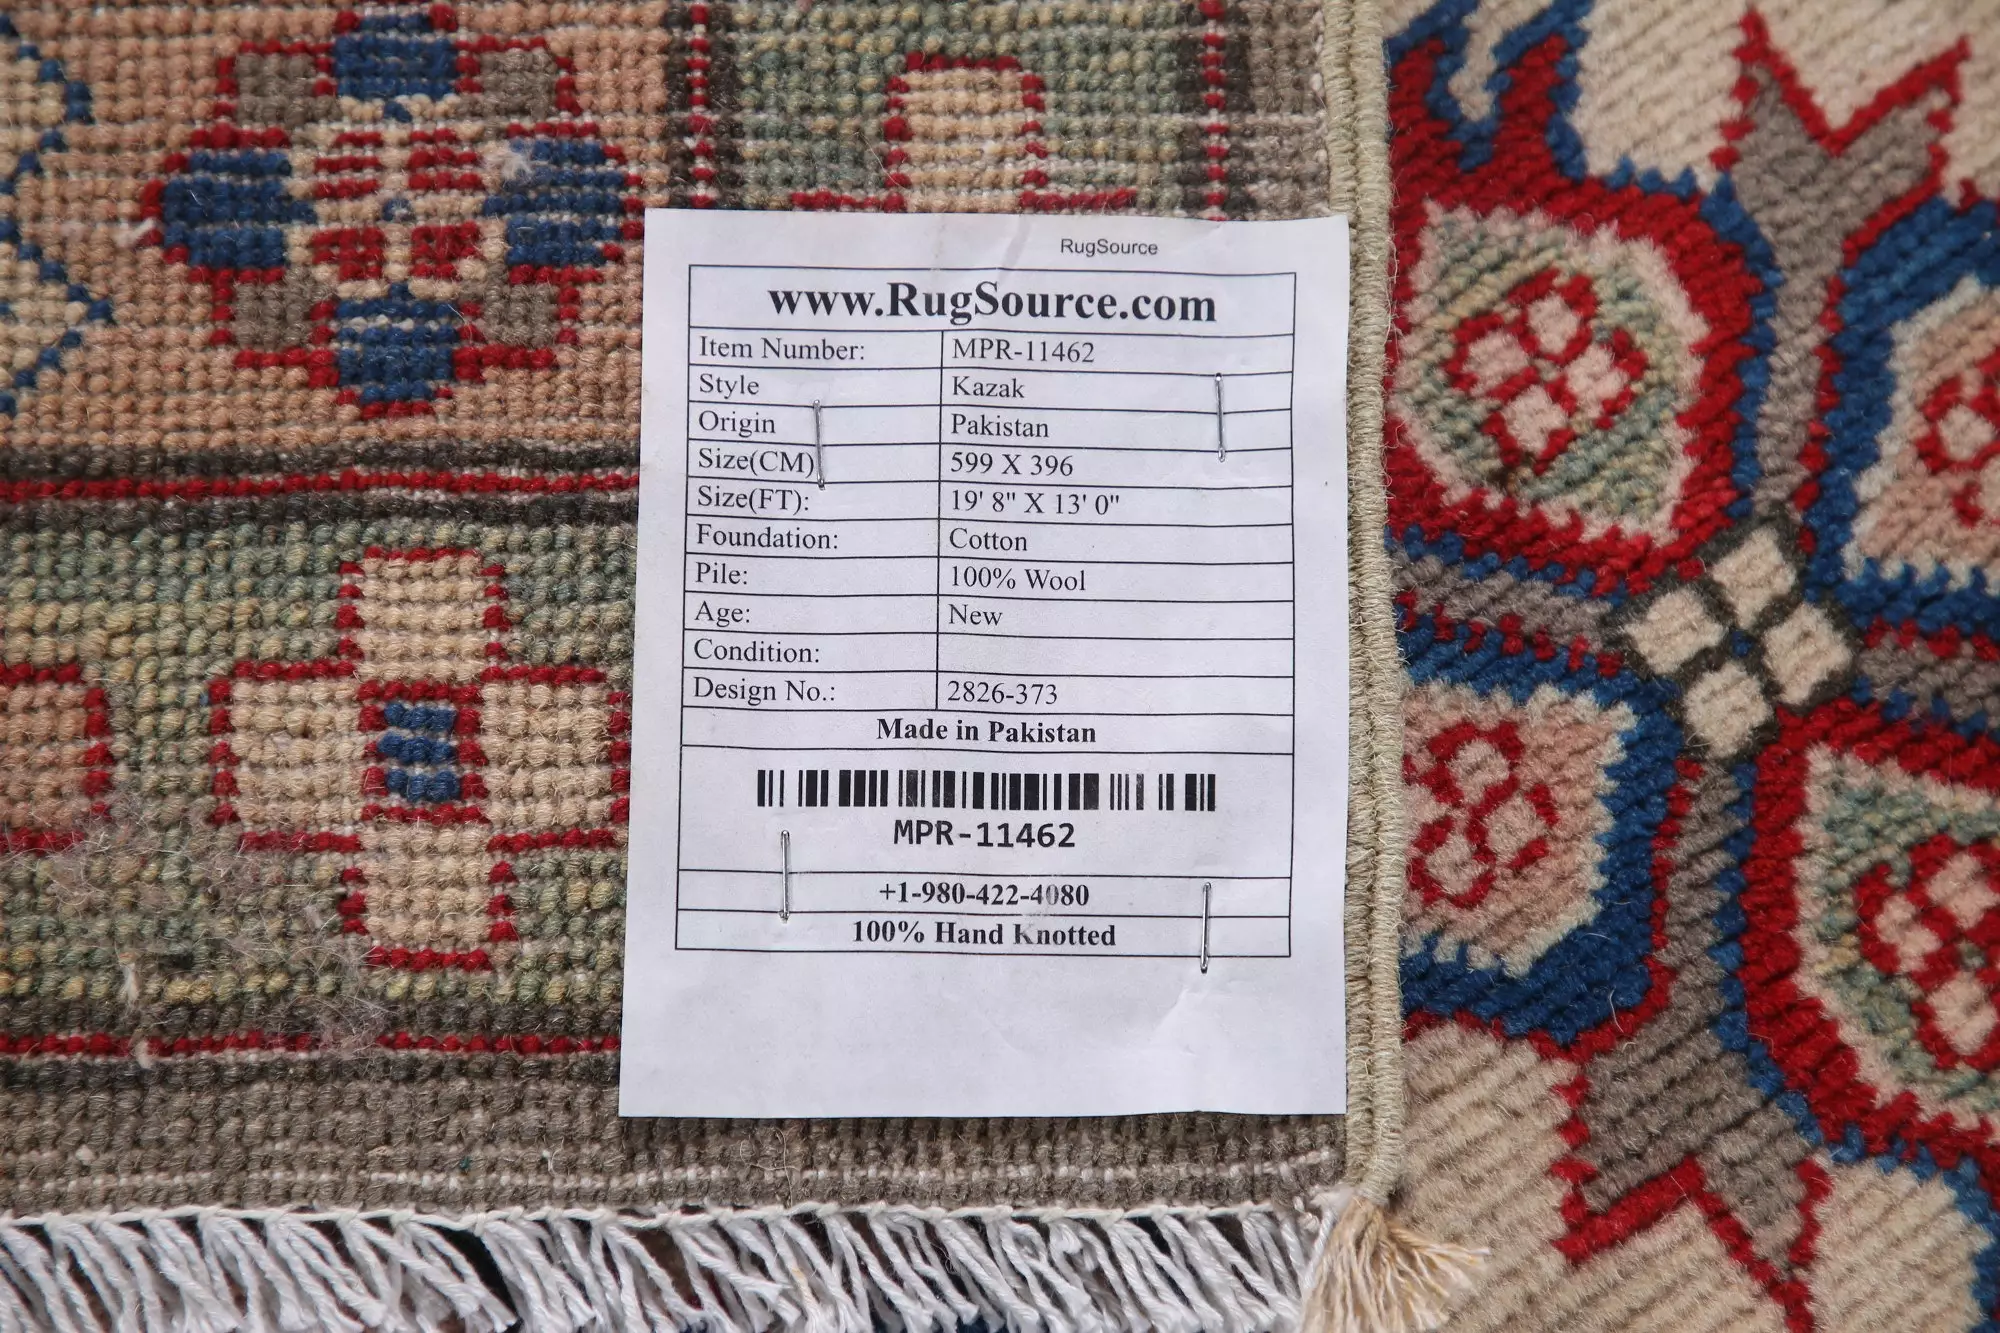 RugSource
www.RugSource.com
Item Number: MPR-11462
Style Kazak
Origin Pakistan
Size(CM) 599 X 396
Size(FT): 19' 8" X 13' 0"
Foundation: Cotton
Pile: 100% Wool
Age: New
Condition:
Design No.: 2826-373
Made in Pakistan
MPR-11462
+1-980-422-4080
100% Hand Knotted